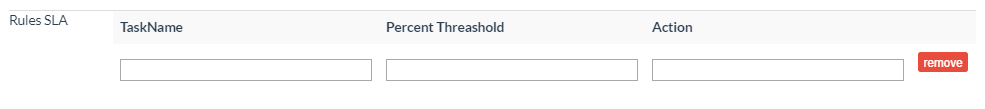 Rules SLA
TaskName Percent Threashold Action
remove